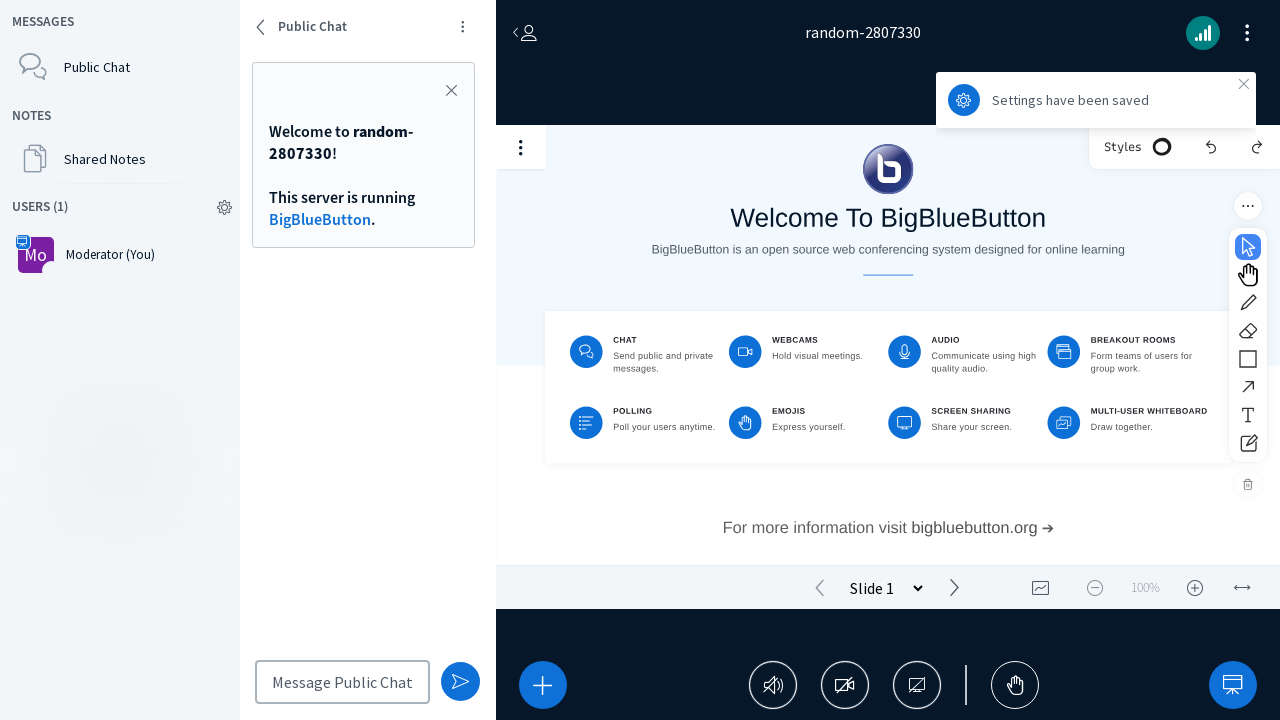 MESSAGES
Public Chat
NOTES
Shared Notes
USERS (1)
Mo
Moderator (You)
Public Chat
Welcome to random-
2807330!
This server is running
BigBlueButton.
Message Public Chat
random-2807330
Settings have been saved
Styles
b
Welcome To BigBlueButton
BigBlueButton is an open source web conferencing system designed for online learning
CHAT
Send public and private
messages.
WEBCAMS
Hold visual meetings.
AUDIO
Communicate using high
quality audio.
BREAKOUT ROOMS
Form teams of users for
group work.
POLLING
Poll your users anytime.
EMOJIS
Express yourself.
SCREEN SHARING
Share your screen.
MULTI-USER WHITEBOARD
Draw together.
For more information visit bigbluebutton.org →
Slide 1
100%